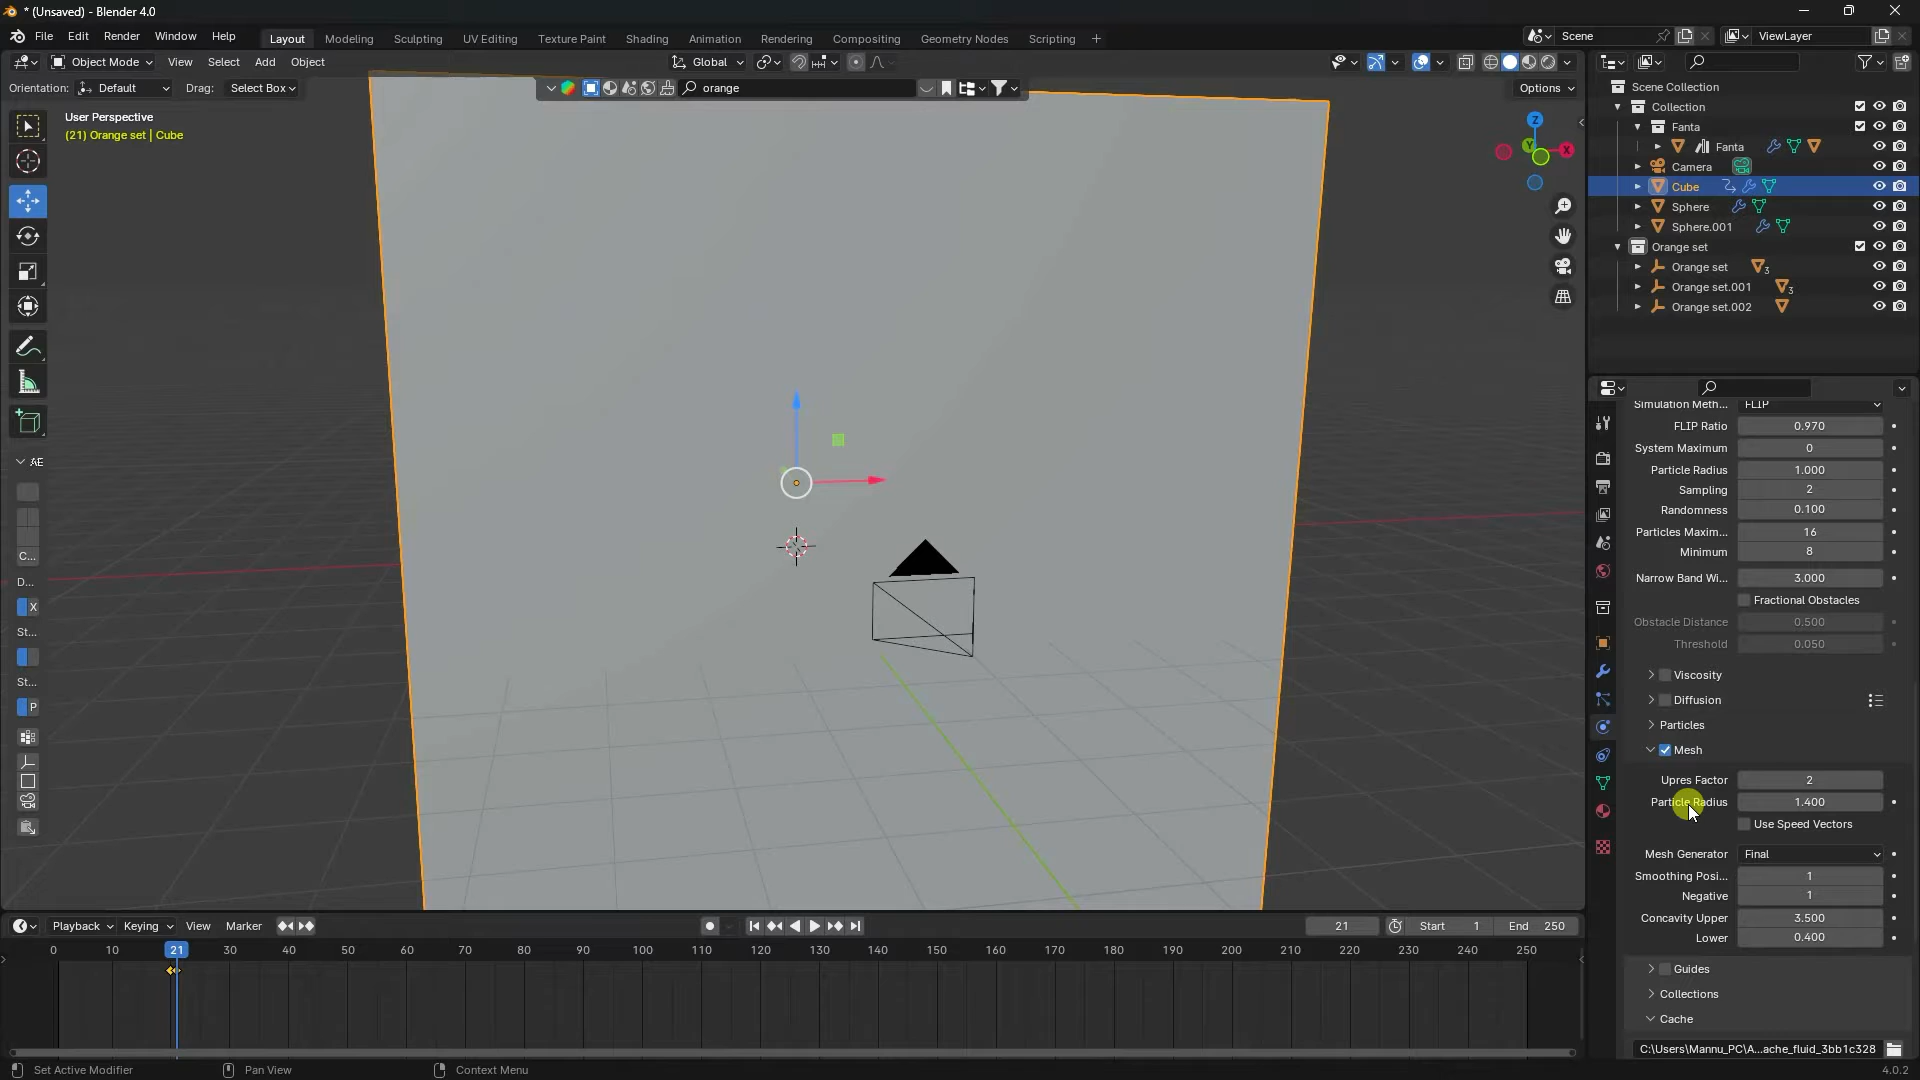 * (Unsaved) - Blender 4.0
File Edit Render Window Help
Layout Modeling Sculpting UV Editing Texture Paint Shading Animation Rendering Compositing Geometry Nodes Scripting +
Scene
ViewLayer
Object Mode View Select Add Object
Global
Orientation: Default Drag: Select Box
orange
Options
User Perspective
(21) Orange set | Cube
Z
Y
X
AE
C...
D...
X
St...
St...
P
Scene Collection
Collection
Fanta
Fanta
Camera
Cube
Sphere
Sphere.001
Orange set
Orange set 3
Orange set.001 3
Orange set.002
Simulation Meth... FLIP
FLIP Ratio 0.970
System Maximum 0
Particle Radius 1.000
Sampling 2
Randomness 0.100
Particles Maxim... 16
Minimum 8
Narrow Band Wi... 3.000
Fractional Obstacles
Obstacle Distance 0.500
Threshold 0.050
Viscosity
Diffusion
Particles
Mesh
Upres Factor 2
Particle Radius 1.400
Use Speed Vectors
Mesh Generator Final
Smoothing Posi... 1
Negative 1
Concavity Upper 3.500
Lower 0.400
Guides
Collections
Cache
C:\Users\Mannu_PC\A...ache_fluid_3bb1c328
Playback Keying View Marker
21 Start 1 End 250
0 10 21 30 40 50 60 70 80 90 100 110 120 130 140 150 160 170 180 190 200 210 220 230 240 250
Set Active Modifier Pan View Context Menu
4.0.2